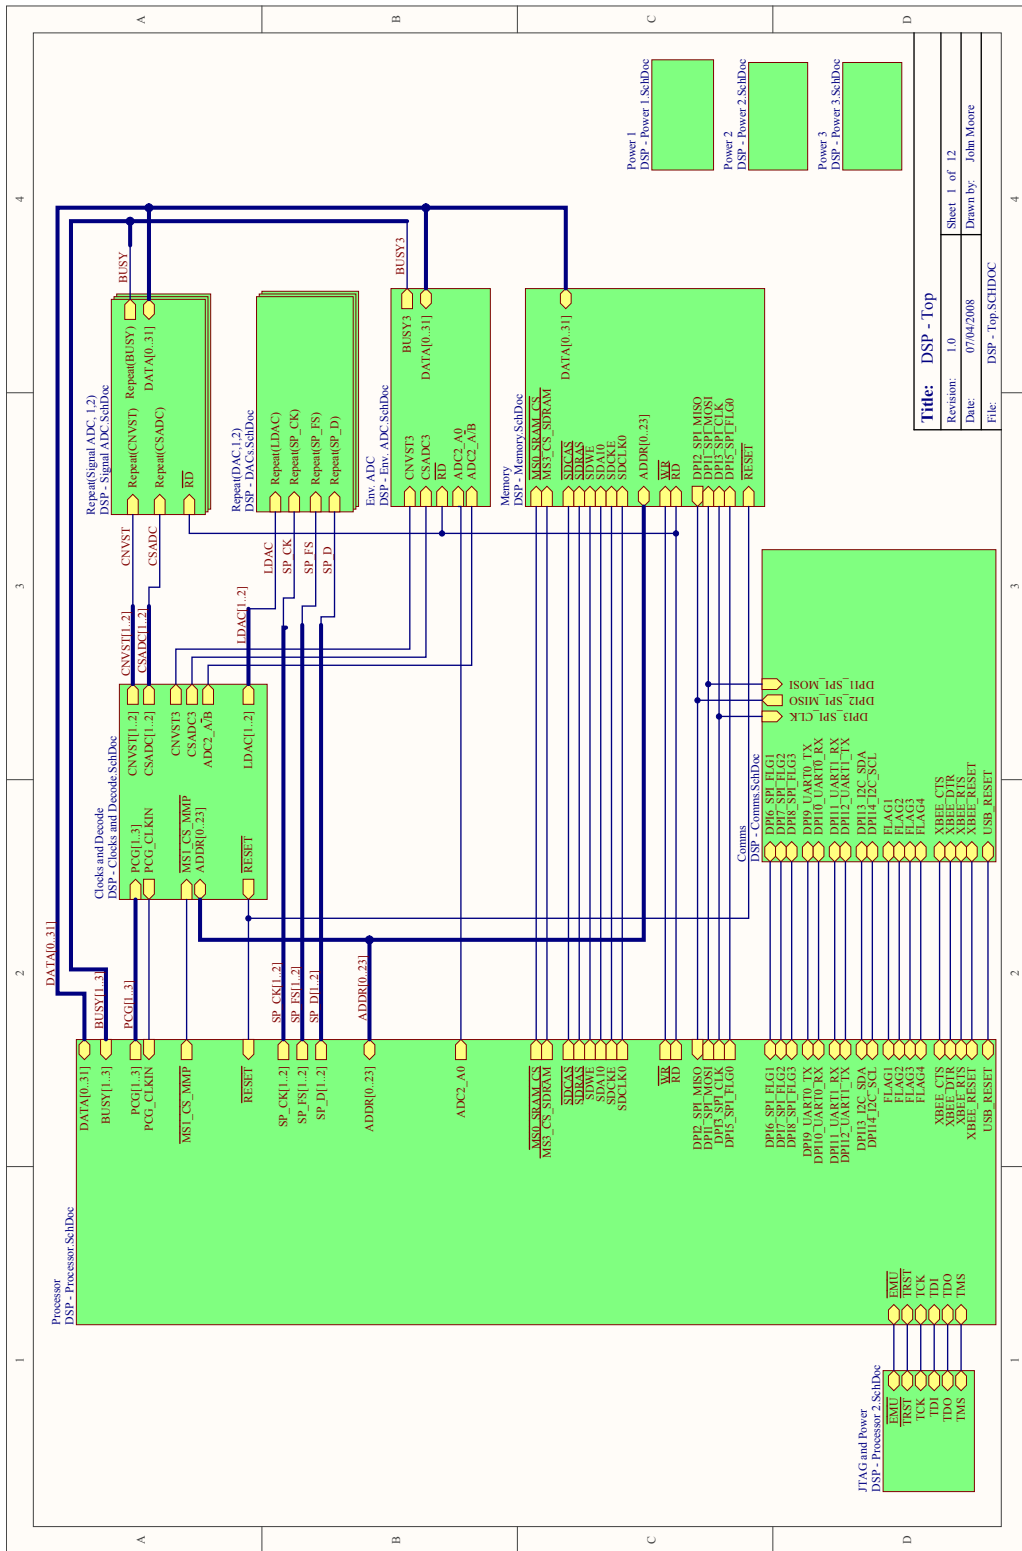 1
2
3
4
A
B
C
D
Processor
DSP - Processor.SchDoc
DATA[0..31]
BUSY[1..3]
PCG[1..3]
PCG_CLKIN
MS1_CS_MMP
RESET
SP_CK[1..2]
SP_FS[1..2]
SP_D[1..2]
ADDR[0..23]
ADC2_A0
MS0_SRAM_CS
MS3_CS_SDRAM
SDCAS
SDRAS
SDWE
SDA10
SDCKE
SDCLK0
WR
RD
DPI2_SPI_MISO
DPI1_SPI_MOSI
DPI3_SPI_CLK
DPI5_SPI_FLG0
DPI6_SPI_FLG1
DPI7_SPI_FLG2
DPI8_SPI_FLG3
DPI9_UART0_TX
DPI10_UART0_RX
DPI11_UART1_RX
DPI12_UART1_TX
DPI13_I2C_SDA
DPI14_I2C_SCL
FLAG1
FLAG2
FLAG3
FLAG4
XBEE_CTS
XBEE_DTR
XBEE_RTS
XBEE_RESET
USB_RESET
EMU
TRST
TCK
TDI
TDO
TMS
JTAG and Power
DSP - Processor 2.SchDoc
EMU
TRST
TCK
TDI
TDO
TMS
DATA[0..31]
BUSY[1..3]
PCG[1..3]
SP_CK[1..2]
SP_FS[1..2]
SP_D[1..2]
ADDR[0..23]
Clocks and Decode
DSP - Clocks and Decode.SchDoc
PCG[1..3]
PCG_CLKIN
MS1_CS_MMP
ADDR[0..23]
RESET
CNVST[1..2]
CSADC[1..2]
CNVST3
CSADC3
ADC2_A/B
LDAC[1..2]
CNVST[1..2]
CSADC[1..2]
LDAC[1..2]
CNVST
CSADC
LDAC
SP_CK
SP_FS
SP_D
Repeat(Signal ADC, 1,2)
DSP - Signal ADC.SchDoc
Repeat(CNVST)
Repeat(CSADC)
RD
Repeat(BUSY)
DATA[0..31]
BUSY
Repeat(DAC,1,2)
DSP - DACs.SchDoc
Repeat(LDAC)
Repeat(SP_CK)
Repeat(SP_FS)
Repeat(SP_D)
Env. ADC
DSP - Env. ADC.SchDoc
CNVST3
CSADC3
RD
ADC2_A0
ADC2_A/B
BUSY3
DATA[0..31]
BUSY3
Memory
DSP - Memory.SchDoc
MS0_SRAM_CS
MS3_CS_SDRAM
SDCAS
SDRAS
SDWE
SDA10
SDCKE
SDCLK0
ADDR[0..23]
WR
RD
DPI2_SPI_MISO
DPI1_SPI_MOSI
DPI3_SPI_CLK
DPI5_SPI_FLG0
RESET
DATA[0..31]
Comms
DSP - Comms.SchDoc
DPI6_SPI_FLG1
DPI7_SPI_FLG2
DPI8_SPI_FLG3
DPI9_UART0_TX
DPI10_UART0_RX
DPI11_UART1_RX
DPI12_UART1_TX
DPI13_I2C_SDA
DPI14_I2C_SCL
FLAG1
FLAG2
FLAG3
FLAG4
XBEE_CTS
XBEE_DTR
XBEE_RTS
XBEE_RESET
USB_RESET
DPI1_SPI_MOSI
DPI2_SPI_MISO
DPI3_SPI_CLK
Power 1
DSP - Power 1.SchDoc
Power 2
DSP - Power 2.SchDoc
Power 3
DSP - Power 3.SchDoc
Title: DSP - Top
Revision: 1.0 Sheet 1 of 12
Date: 07/04/2008 Drawn by: John Moore
File: DSP - Top.SCHDOC
1
2
3
4
A
B
C
D